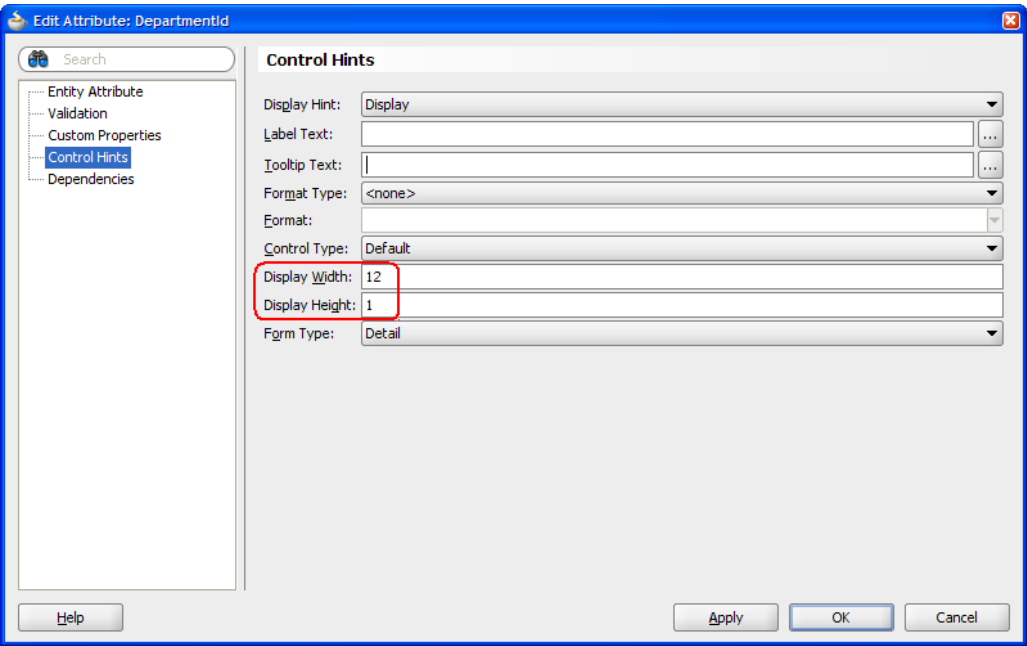 Edit Attribute: DepartmentId
Search
Entity Attribute
Validation
Custom Properties
Control Hints
Dependencies
Control Hints
Display Hint: Display
Label Text: ...
Tooltip Text: ...
Format Type: <none>
Format:
Control Type: Default
Display Width: 12
Display Height: 1
Form Type: Detail
Help Apply OK Cancel